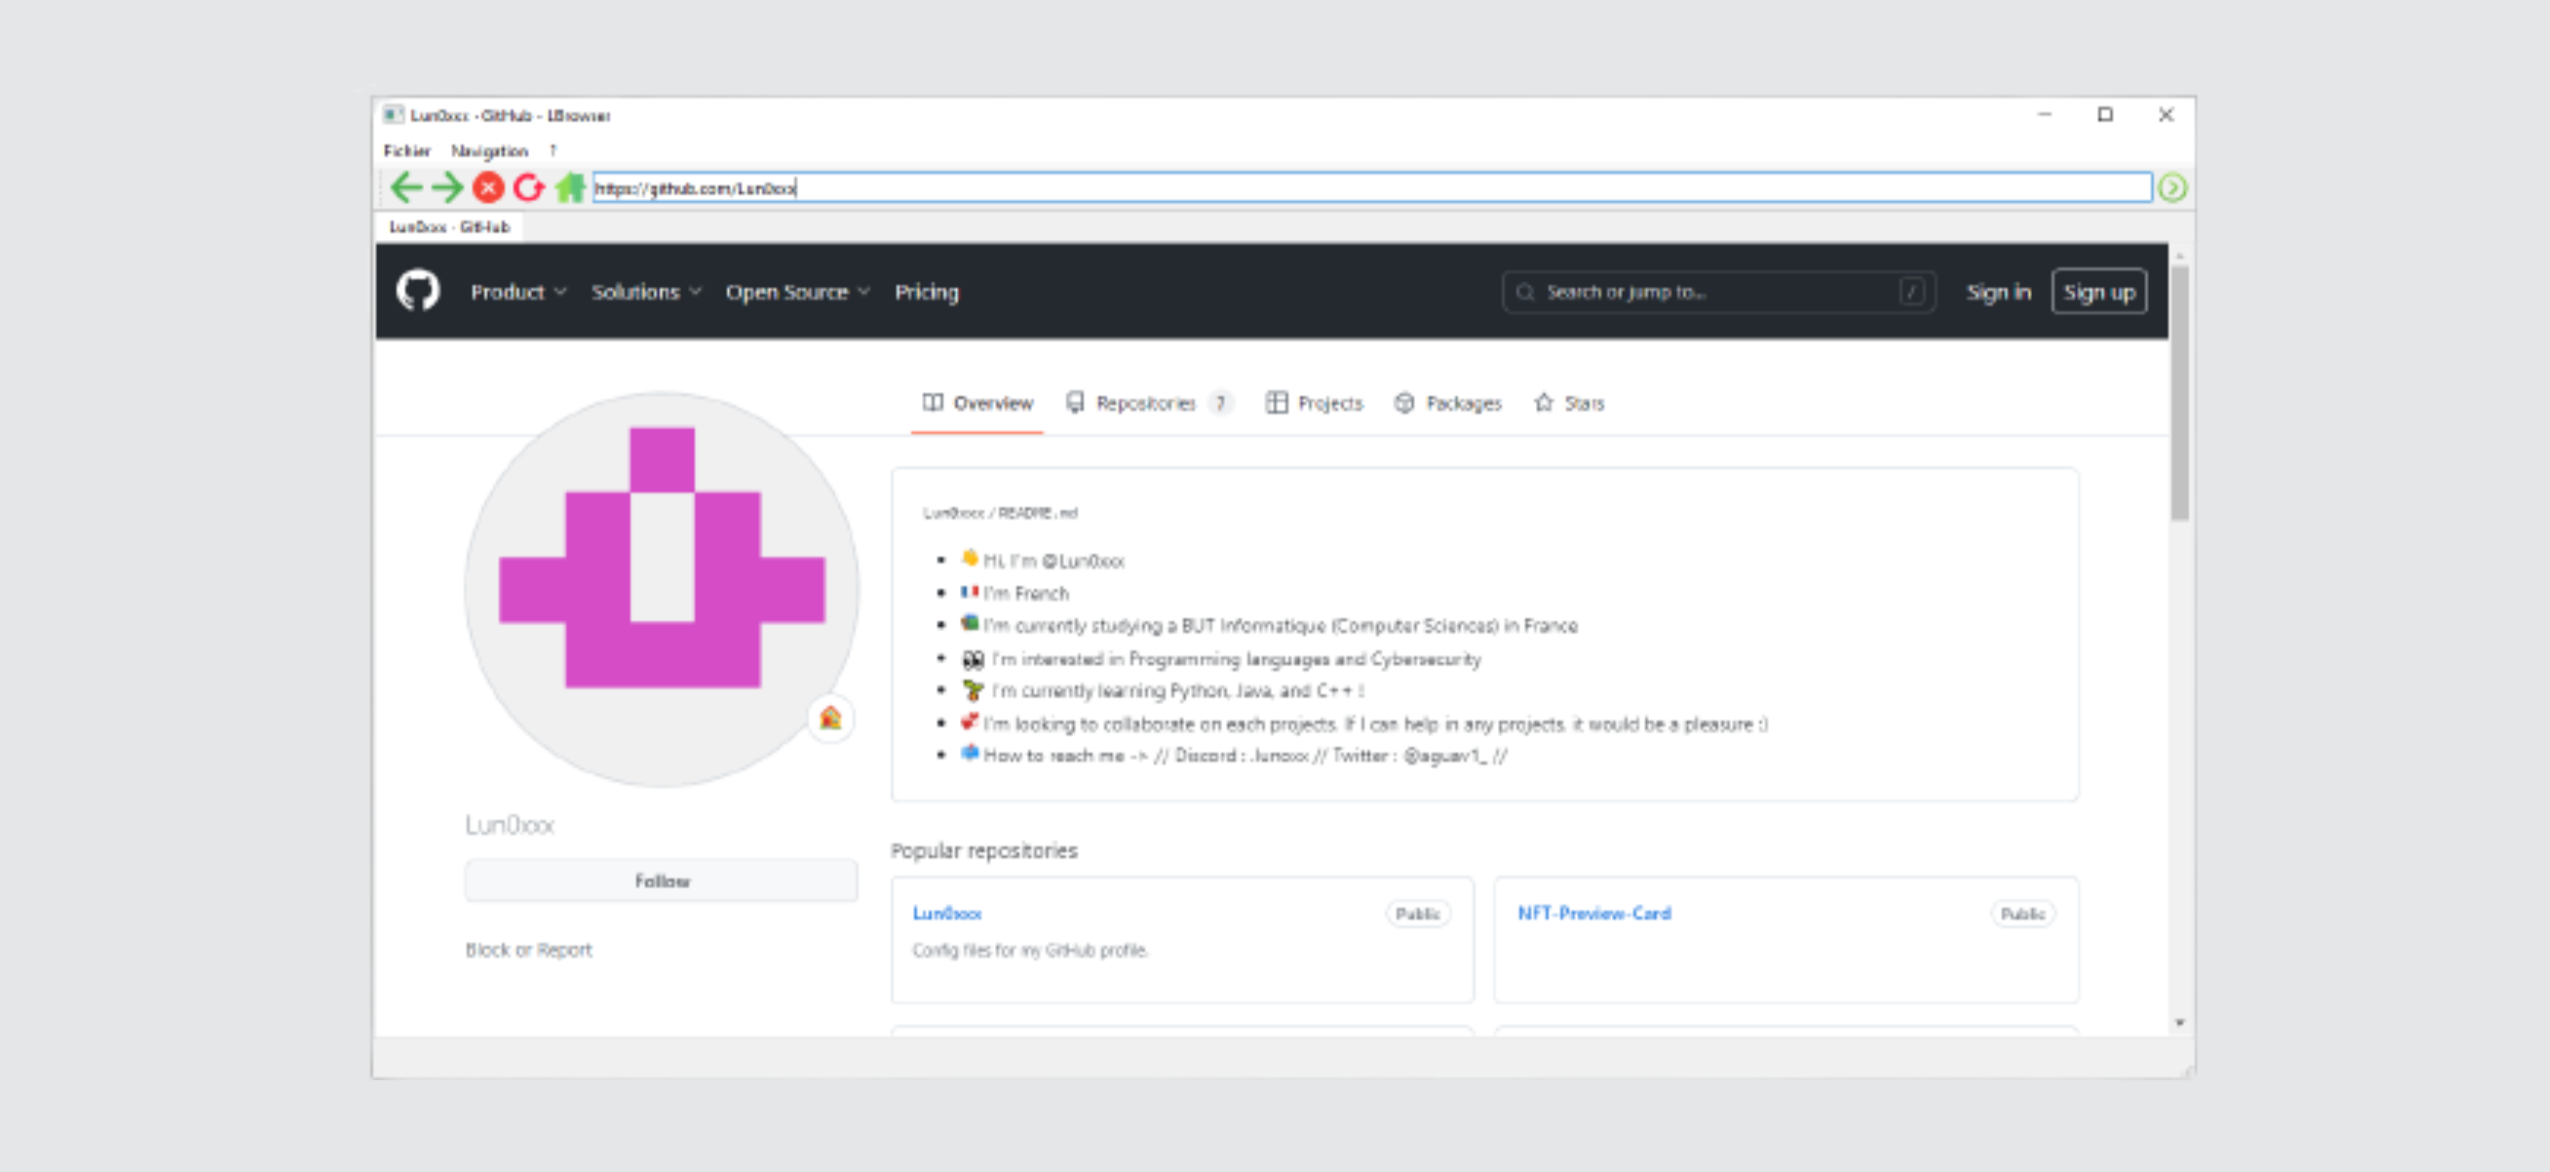 Lun0xxx - GitHub - LBrowser
Fichier Navigation ?
https://github.com/Lun0xxx
Lun0xxx - GitHub
Product Solutions Open Source Pricing Search or jump to... / Sign in Sign up
Overview Repositories 7 Projects Packages Stars
Lun0xxx / README.md
Hi, I'm @Lun0xxx
I'm French
I'm currently studying a BUT Informatique (Computer Sciences) in France
I'm interested in Programming languages and Cybersecurity
I'm currently learning Python, Java, and C++ !
I'm looking to collaborate on each projects. If I can help in any projects, it would be a pleasure :)
How to reach me -> // Discord : .lunoxx // Twitter : @aguav1_ //
Lun0xxx
Follow
Block or Report
Popular repositories
Lun0xxx Public
Config files for my GitHub profile.
NFT-Preview-Card Public